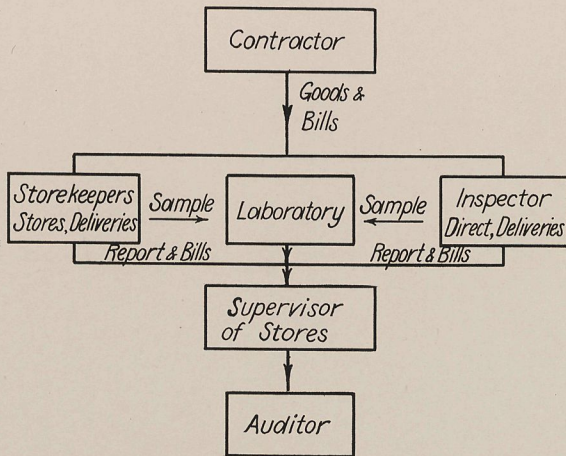 Contractor
Goods &
Bills
Storekeepers
Stores, Deliveries
Sample
Laboratory
Sample
Inspector
Direct, Deliveries
Report & Bills
Report & Bills
Supervisor
of Stores
Auditor